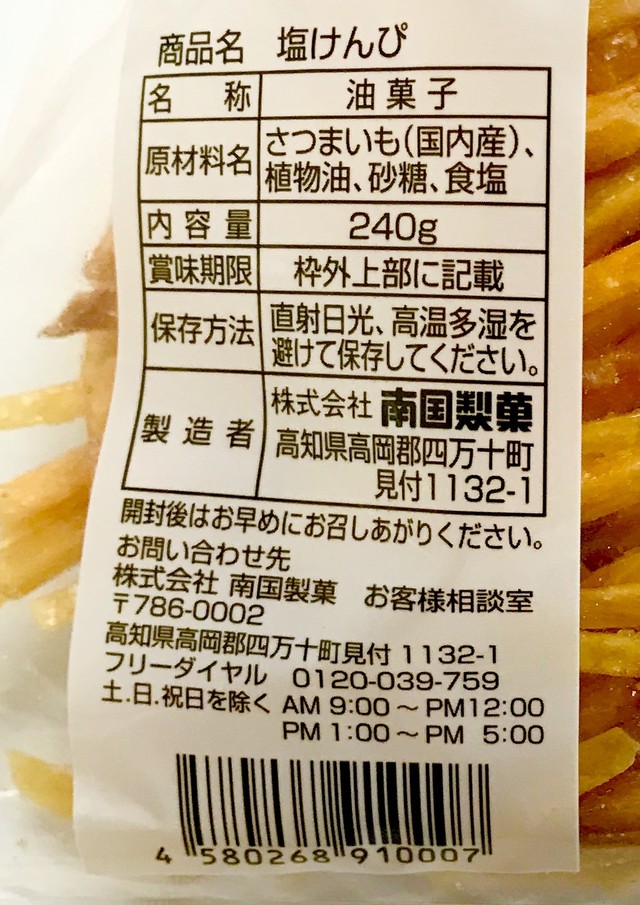 商品名 塩けんぴ
名 称 油菓子
原材料名 さつまいも(国内産)、
植物油、砂糖、食塩
内容量 240g
賞味期限 枠外上部に記載
保存方法 直射日光、高温多湿を
避けて保存してください。
製造者 株式会社 南国製菓
高知県高岡郡四万十町
見付1132-1
開封後はお早めにお召しあがりください。
お問い合わせ先
株式会社 南国製菓 お客様相談室
〒786-0002
高知県高岡郡四万十町見付 1132-1
フリーダイヤル 0120-039-759
土.日.祝日を除く AM 9:00 ～ PM12:00
PM 1:00 ～ PM 5:00
4 580268 910007